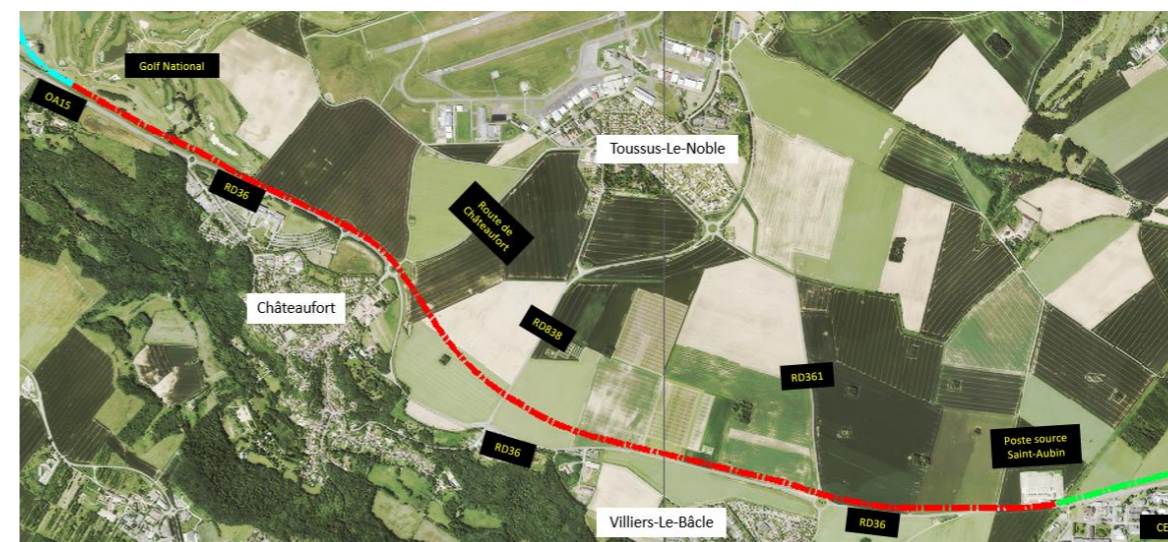 Golf National
OA15
Toussus-Le-Noble
RD36
Route de
Châteaufort
Châteaufort
RD838
RD361
Poste source
Saint-Aubin
RD36
Villiers-Le-Bâcle
RD36
CE